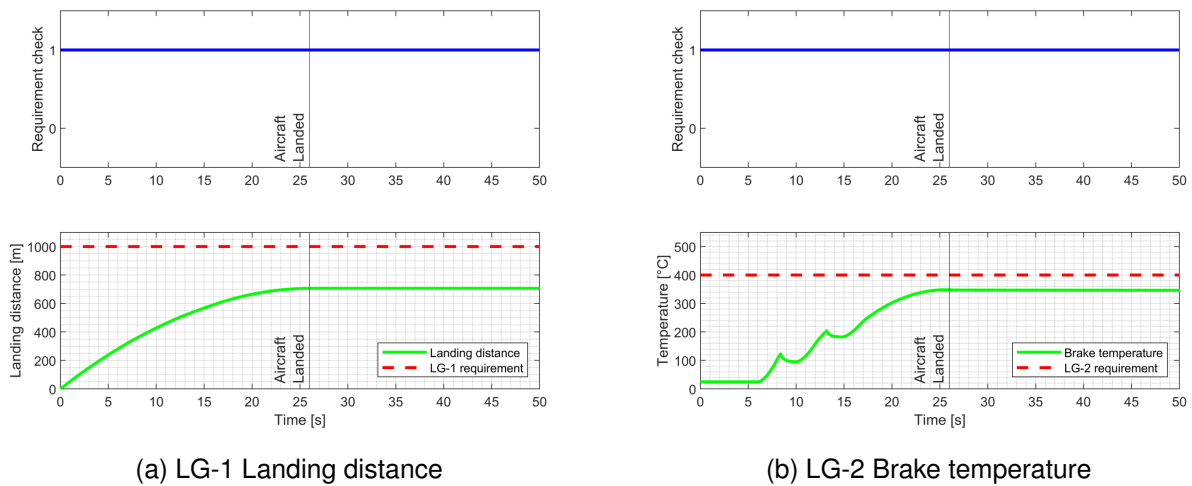 Requirement check
1
0
Aircraft
Landed
0 5 10 15 20 25 30 35 40 45 50
Landing distance [m]
1000
800
600
400
200
0
Aircraft
Landed
Landing distance
LG-1 requirement
0 5 10 15 20 25 30 35 40 45 50
Time [s]
(a) LG-1 Landing distance
Requirement check
1
0
Aircraft
Landed
0 5 10 15 20 25 30 35 40 45 50
Temperature [°C]
500
400
300
200
100
0
Aircraft
Landed
Brake temperature
LG-2 requirement
0 5 10 15 20 25 30 35 40 45 50
Time [s]
(b) LG-2 Brake temperature